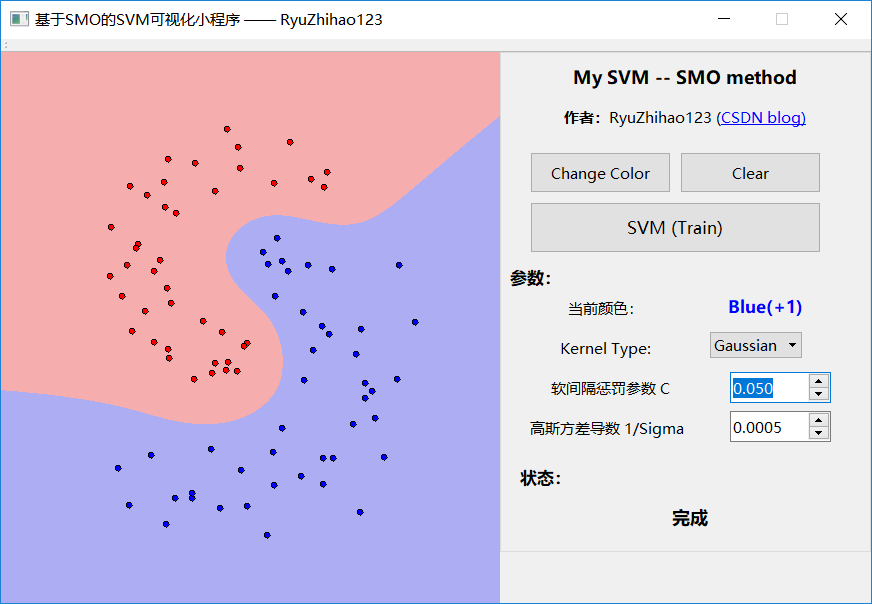 基于SMO的SVM可视化小程序 —— RyuZhihao123
My SVM -- SMO method
作者：RyuZhihao123 (CSDN blog)
Change Color
Clear
SVM (Train)
参数：
当前颜色：
Blue(+1)
Kernel Type:
Gaussian
软间隔惩罚参数 C
0.050
高斯方差导数 1/Sigma
0.0005
状态：
完成